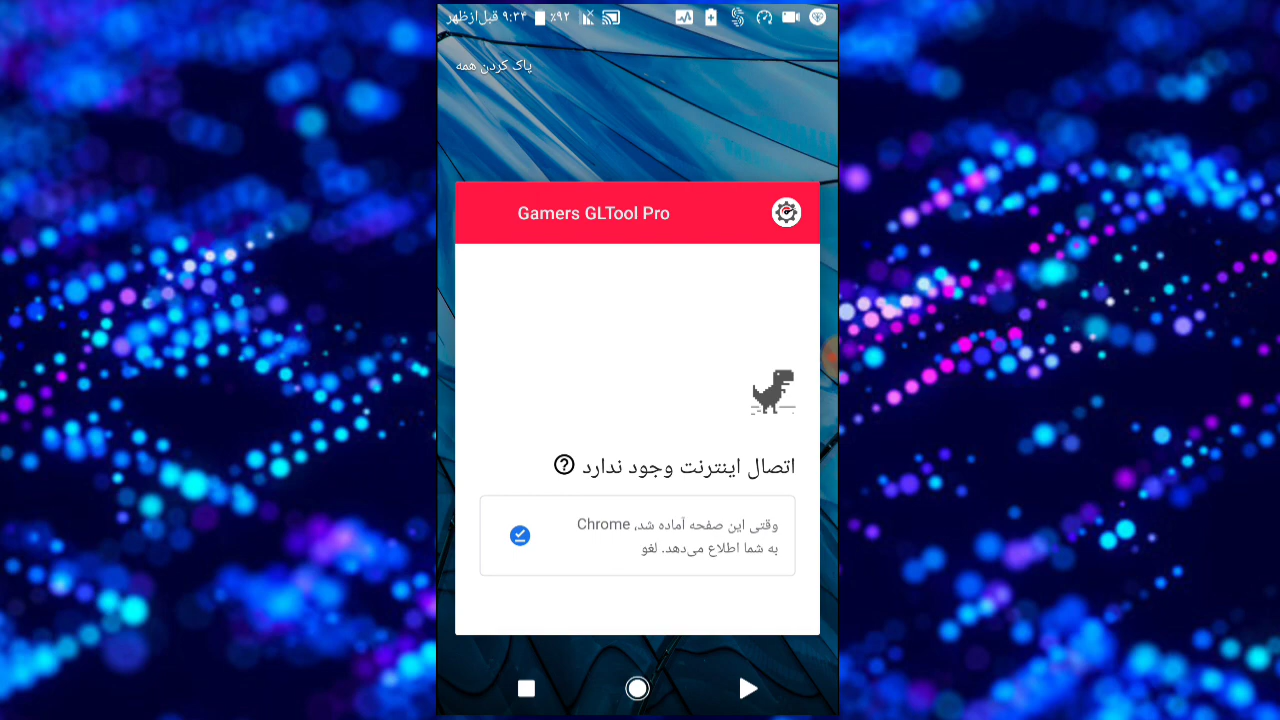 ۹:۳۴ قبل‌ازظهر ٪۹۲
پاک کردن همه
Gamers GLTool Pro
اتصال اینترنت وجود ندارد
وقتی این صفحه آماده شد، Chrome
به شما اطلاع می‌دهد. لغو